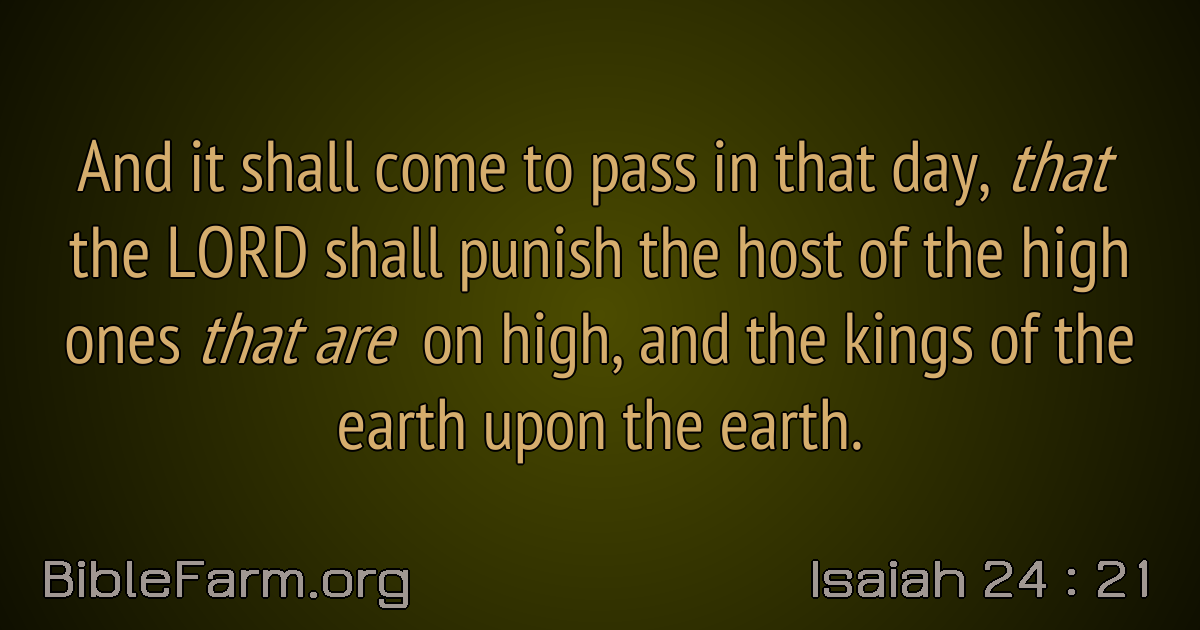 And it shall come to pass in that day, that
the LORD shall punish the host of the high
ones that are on high, and the kings of the
earth upon the earth.
BibleFarm.org
Isaiah 24 : 21